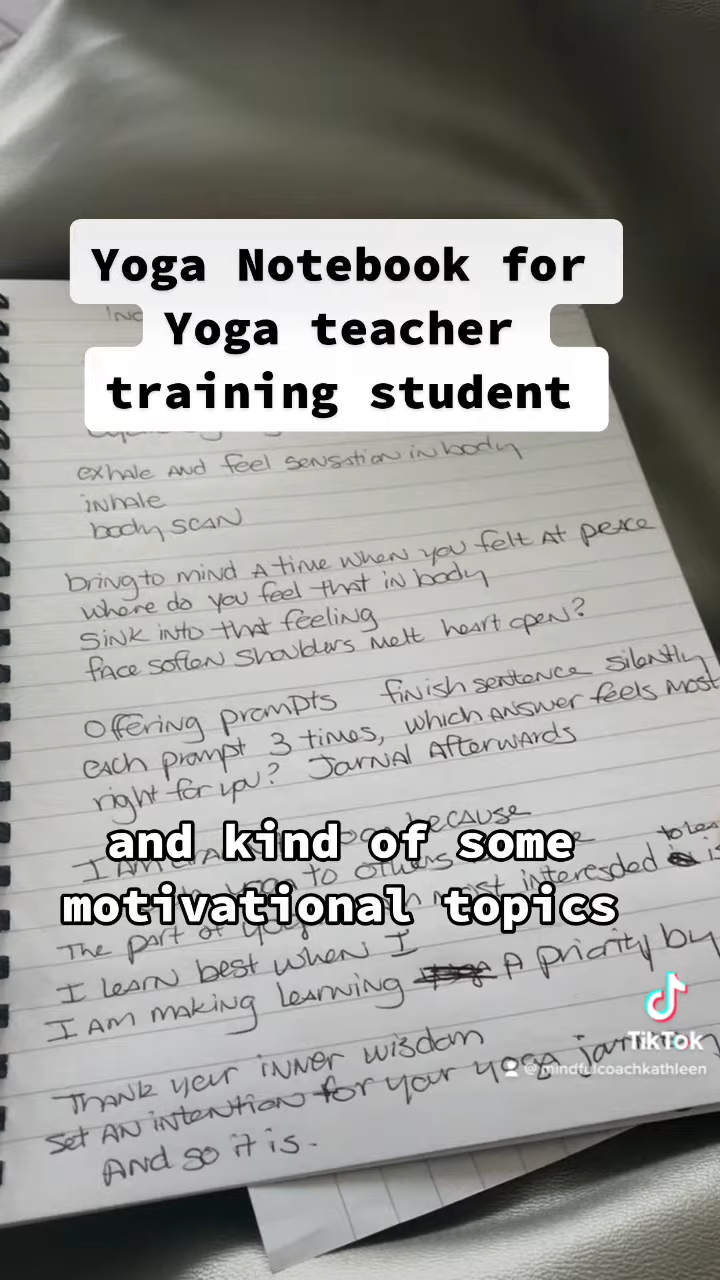 Yoga Notebook for
Yoga teacher
training student
exhale and feel sensation in body
inhale
body scan
bring to mind a time when you felt at peace
where do you feel that in body
sink into that feeling
face soften shoulders melt heart open?
Offering prompts finish sentence silently
each prompt 3 times, which answer feels most
right for you? Jarnal Afterwards
I am because
to others
and kind of some
most interesded
motivational topics
The part of
I learn best when I
I am making learning a priority by
TikTok
@mindfulcoachkathleen
Thank your inner wisdom
set an intention for your yoga
And so it is.